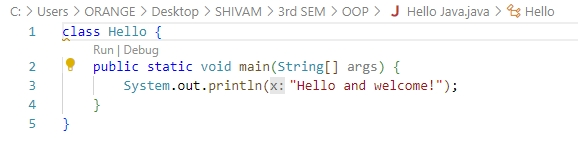 C: > Users > ORANGE > Desktop > SHIVAM > 3rd SEM > OOP > J Hello Java.java > Hello
1 class Hello {
Run | Debug
2 public static void main(String[] args) {
3 System.out.println(x: "Hello and welcome!");
4 }
5 }